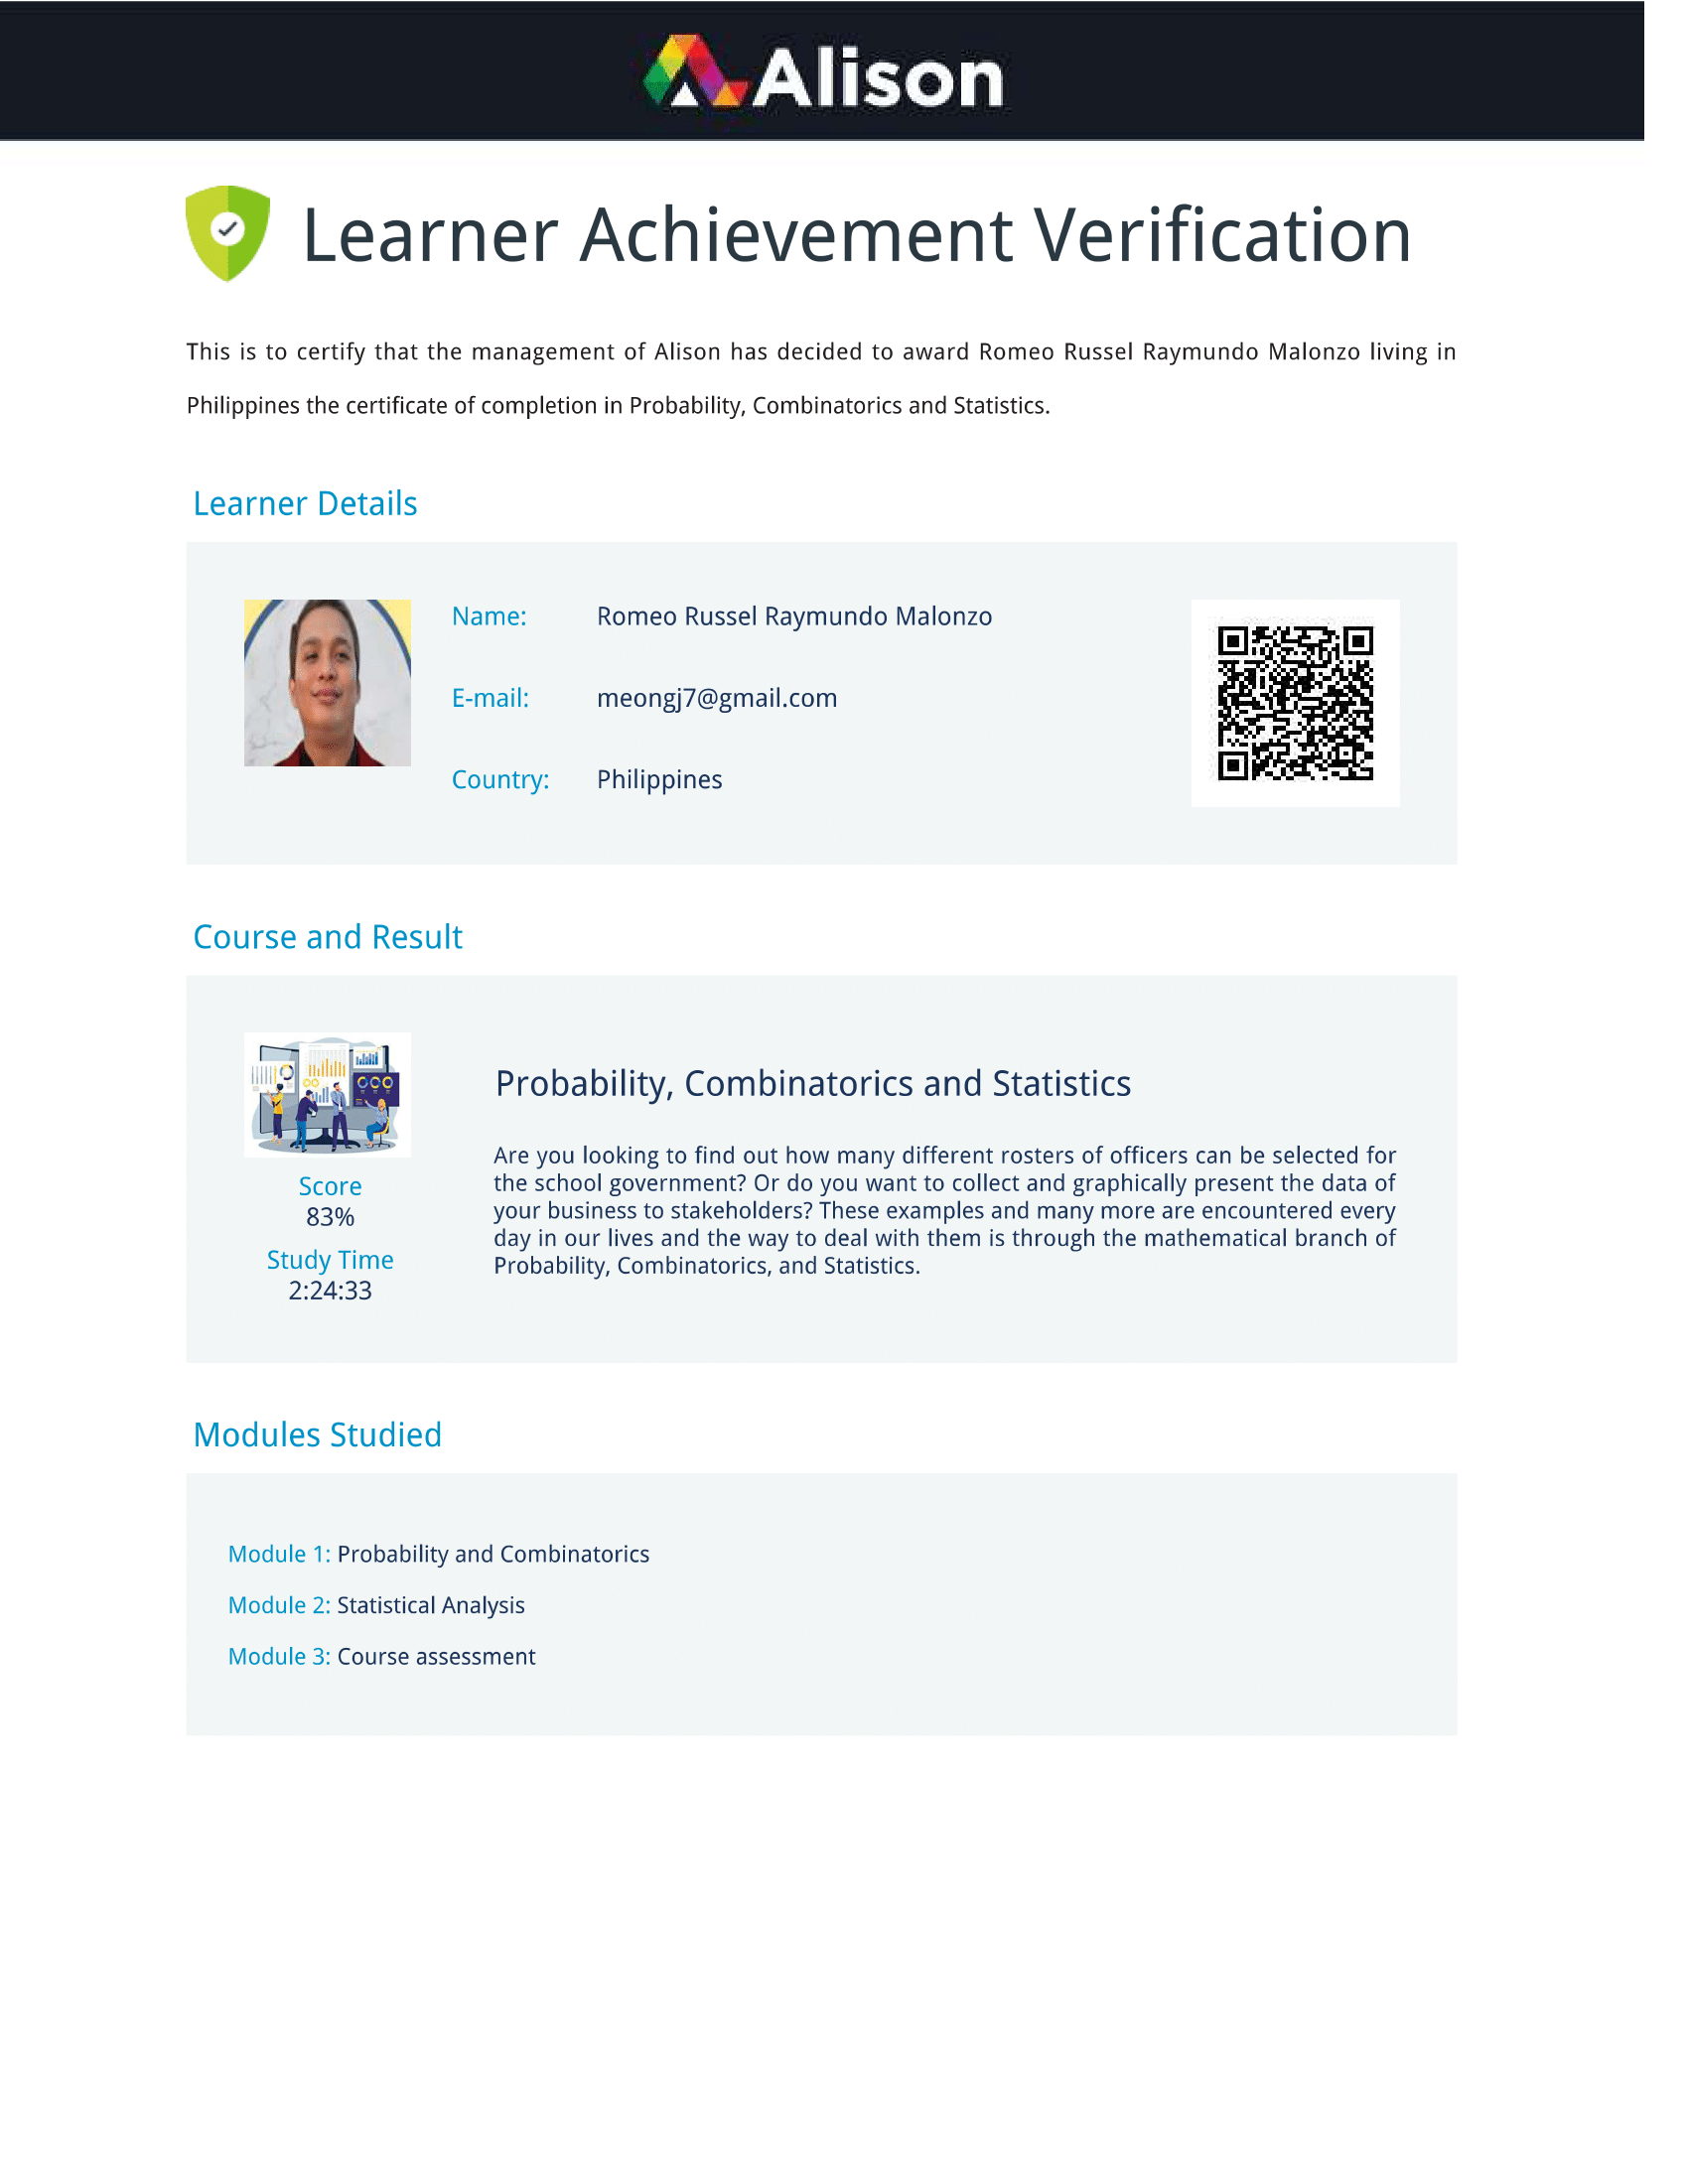 Alison
Learner Achievement Verification
This is to certify that the management of Alison has decided to award Romeo Russel Raymundo Malonzo living in
Philippines the certificate of completion in Probability, Combinatorics and Statistics.
Learner Details
Name: Romeo Russel Raymundo Malonzo
E-mail: meongj7@gmail.com
Country: Philippines
Course and Result
Score
83%
Study Time
2:24:33
Probability, Combinatorics and Statistics
Are you looking to find out how many different rosters of officers can be selected for
the school government? Or do you want to collect and graphically present the data of
your business to stakeholders? These examples and many more are encountered every
day in our lives and the way to deal with them is through the mathematical branch of
Probability, Combinatorics, and Statistics.
Modules Studied
Module 1: Probability and Combinatorics
Module 2: Statistical Analysis
Module 3: Course assessment